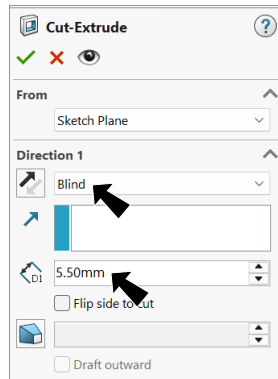 Cut-Extrude
?
From
Sketch Plane
Direction 1
Blind
D1
5.50mm
Flip side to cut
Draft outward